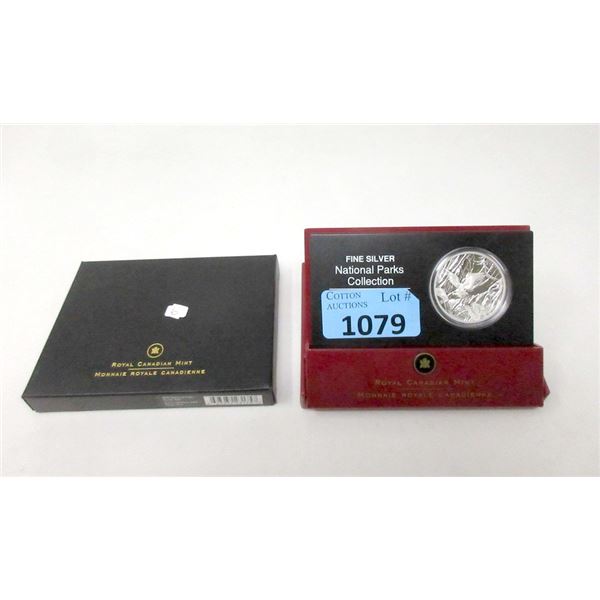 ROYAL CANADIAN MINT
MONNAIE ROYALE CANADIENNE
FINE SILVER
National Parks
Collection
COTTON
AUCTIONS
Lot #
1079
ROYAL CANADIAN MINT
MONNAIE ROYALE CANADIENNE